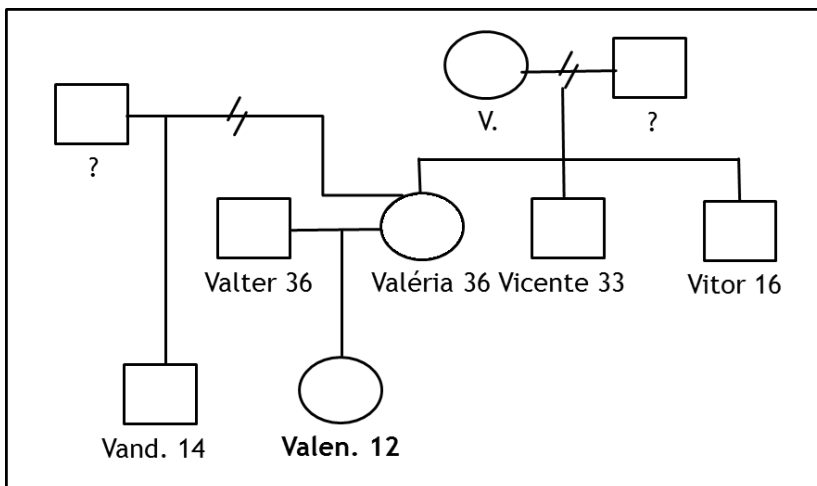 V.
?
?
Valter 36
Valéria 36
Vicente 33
Vitor 16
Vand. 14
Valen. 12